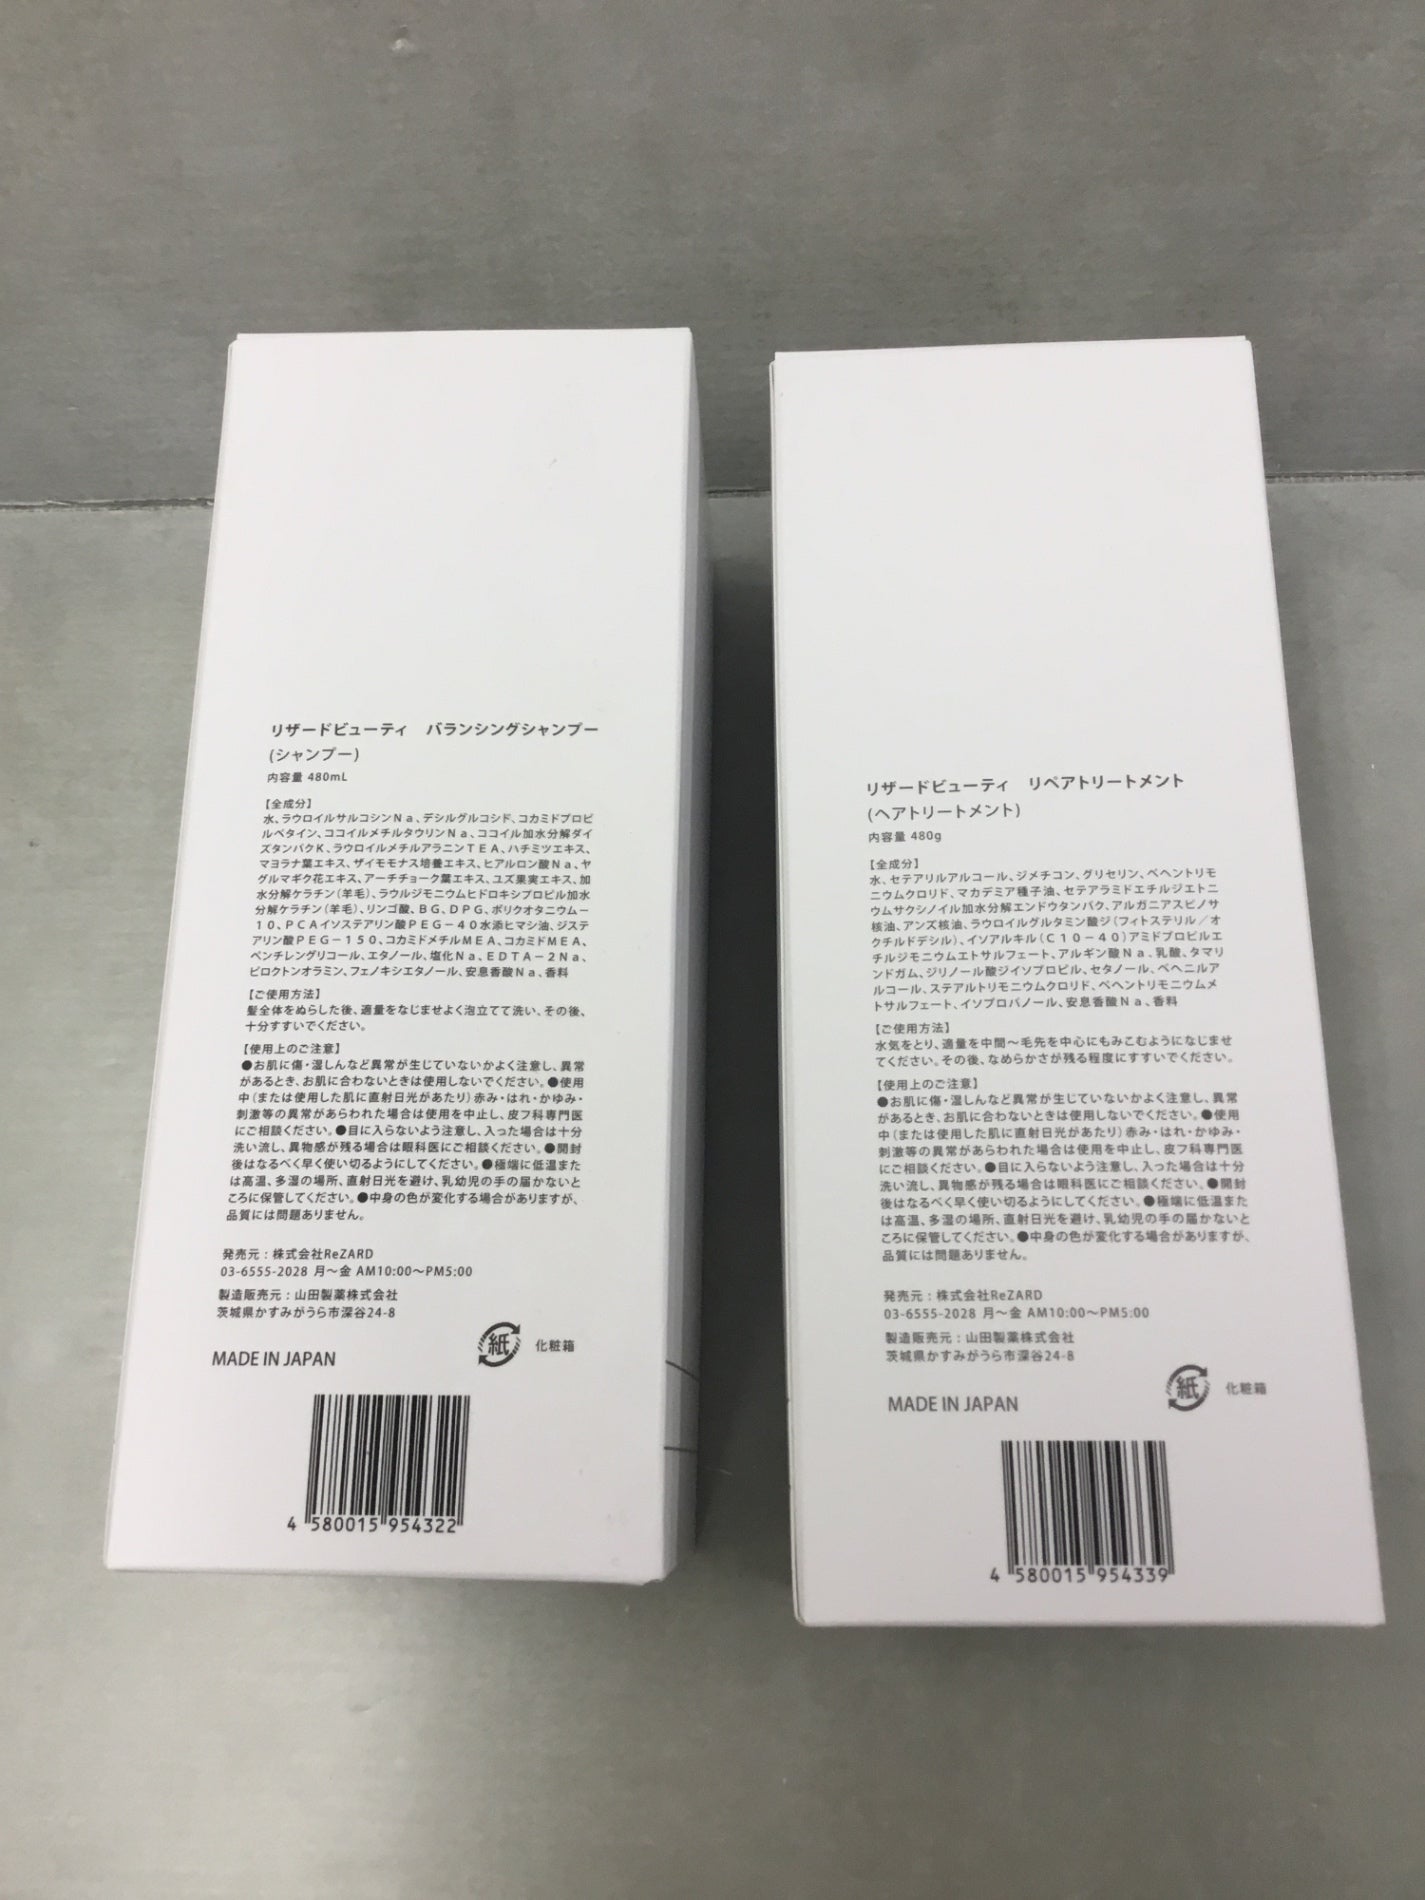 リザードビューティ　バランシングシャンプー
(シャンプー)
内容量 480mL
【全成分】
水、ラウロイルサルコシンＮａ、デシルグルコシド、コカミドプロピ
ルベタイン、ココイルメチルタウリンＮａ、ココイル加水分解ダイ
ズタンパクＫ、ラウロイルメチルアラニンＴＥＡ、ハチミツエキス、
マヨラナ葉エキス、ザイモモナス培養エキス、ヒアルロン酸Ｎａ、ヤ
グルマギク花エキス、アーチチョーク葉エキス、ユズ果実エキス、加
水分解ケラチン（羊毛）、ラウルジモニウムヒドロキシプロピル加水
分解ケラチン（羊毛）、リンゴ酸、ＢＧ、ＤＰＧ、ポリクオタニウム－
１０、ＰＣＡイソステアリン酸ＰＥＧ－４０水添ヒマシ油、ジステ
アリン酸ＰＥＧ－１５０、コカミドメチルＭＥＡ、コカミドＭＥＡ、
ペンチレングリコール、エタノール、塩化Ｎａ、ＥＤＴＡ－２Ｎａ、
ピロクトンオラミン、フェノキシエタノール、安息香酸Ｎａ、香料
【ご使用方法】
髪全体をぬらした後、適量をなじませよく泡立てて洗い、その後、
十分すすいでください。
【使用上のご注意】
●お肌に傷・湿しんなど異常が生じていないかよく注意し、異常
があるとき、お肌に合わないときは使用しないでください。●使用
中（または使用した肌に直射日光があたり）赤み・はれ・かゆみ・
刺激等の異常があらわれた場合は使用を中止し、皮フ科専門医
にご相談ください。●目に入らないよう注意し、入った場合は十分
洗い流し、異物感が残る場合は眼科医にご相談ください。●開封
後はなるべく早く使い切るようにしてください。●極端に低温また
は高温、多湿の場所、直射日光を避け、乳幼児の手の届かないと
ころに保管してください。●中身の色が変化する場合がありますが、
品質には問題ありません。
発売元：株式会社ReZARD
03-6555-2028 月～金 AM10:00～PM5:00
製造販売元：山田製薬株式会社
茨城県かすみがうら市深谷24-8
紙 化粧箱
MADE IN JAPAN
4 580015 954322
リザードビューティ　リペアトリートメント
(ヘアトリートメント)
内容量 480g
【全成分】
水、セテアリルアルコール、ジメチコン、グリセリン、ベヘントリモ
ニウムクロリド、マカデミア種子油、セテアラミドエチルジエトニ
ウムサクシノイル加水分解エンドウタンパク、アルガニアスピノサ
核油、アンズ核油、ラウロイルグルタミン酸ジ（フィトステリル／オ
クチルドデシル）、イソアルキル（Ｃ１０－４０）アミドプロピルエ
チルジモニウムエトサルフェート、アルギン酸Ｎａ、乳酸、タマリ
ンドガム、ジリノール酸ジイソプロピル、セタノール、ベヘニルア
ルコール、ステアルトリモニウムクロリド、ベヘントリモニウムメ
トサルフェート、イソプロパノール、安息香酸Ｎａ、香料
【ご使用方法】
水気をとり、適量を中間～毛先を中心にもみこむようになじませ
てください。その後、なめらかさが残る程度にすすいでください。
【使用上のご注意】
●お肌に傷・湿しんなど異常が生じていないかよく注意し、異常
があるとき、お肌に合わないときは使用しないでください。●使用
中（または使用した肌に直射日光があたり）赤み・はれ・かゆみ・
刺激等の異常があらわれた場合は使用を中止し、皮フ科専門医
にご相談ください。●目に入らないよう注意し、入った場合は十分
洗い流し、異物感が残る場合は眼科医にご相談ください。●開封
後はなるべく早く使い切るようにしてください。●極端に低温また
は高温、多湿の場所、直射日光を避け、乳幼児の手の届かないと
ころに保管してください。●中身の色が変化する場合がありますが、
品質には問題ありません。
発売元：株式会社ReZARD
03-6555-2028 月～金 AM10:00～PM5:00
製造販売元：山田製薬株式会社
茨城県かすみがうら市深谷24-8
紙 化粧箱
MADE IN JAPAN
4 580015 954339